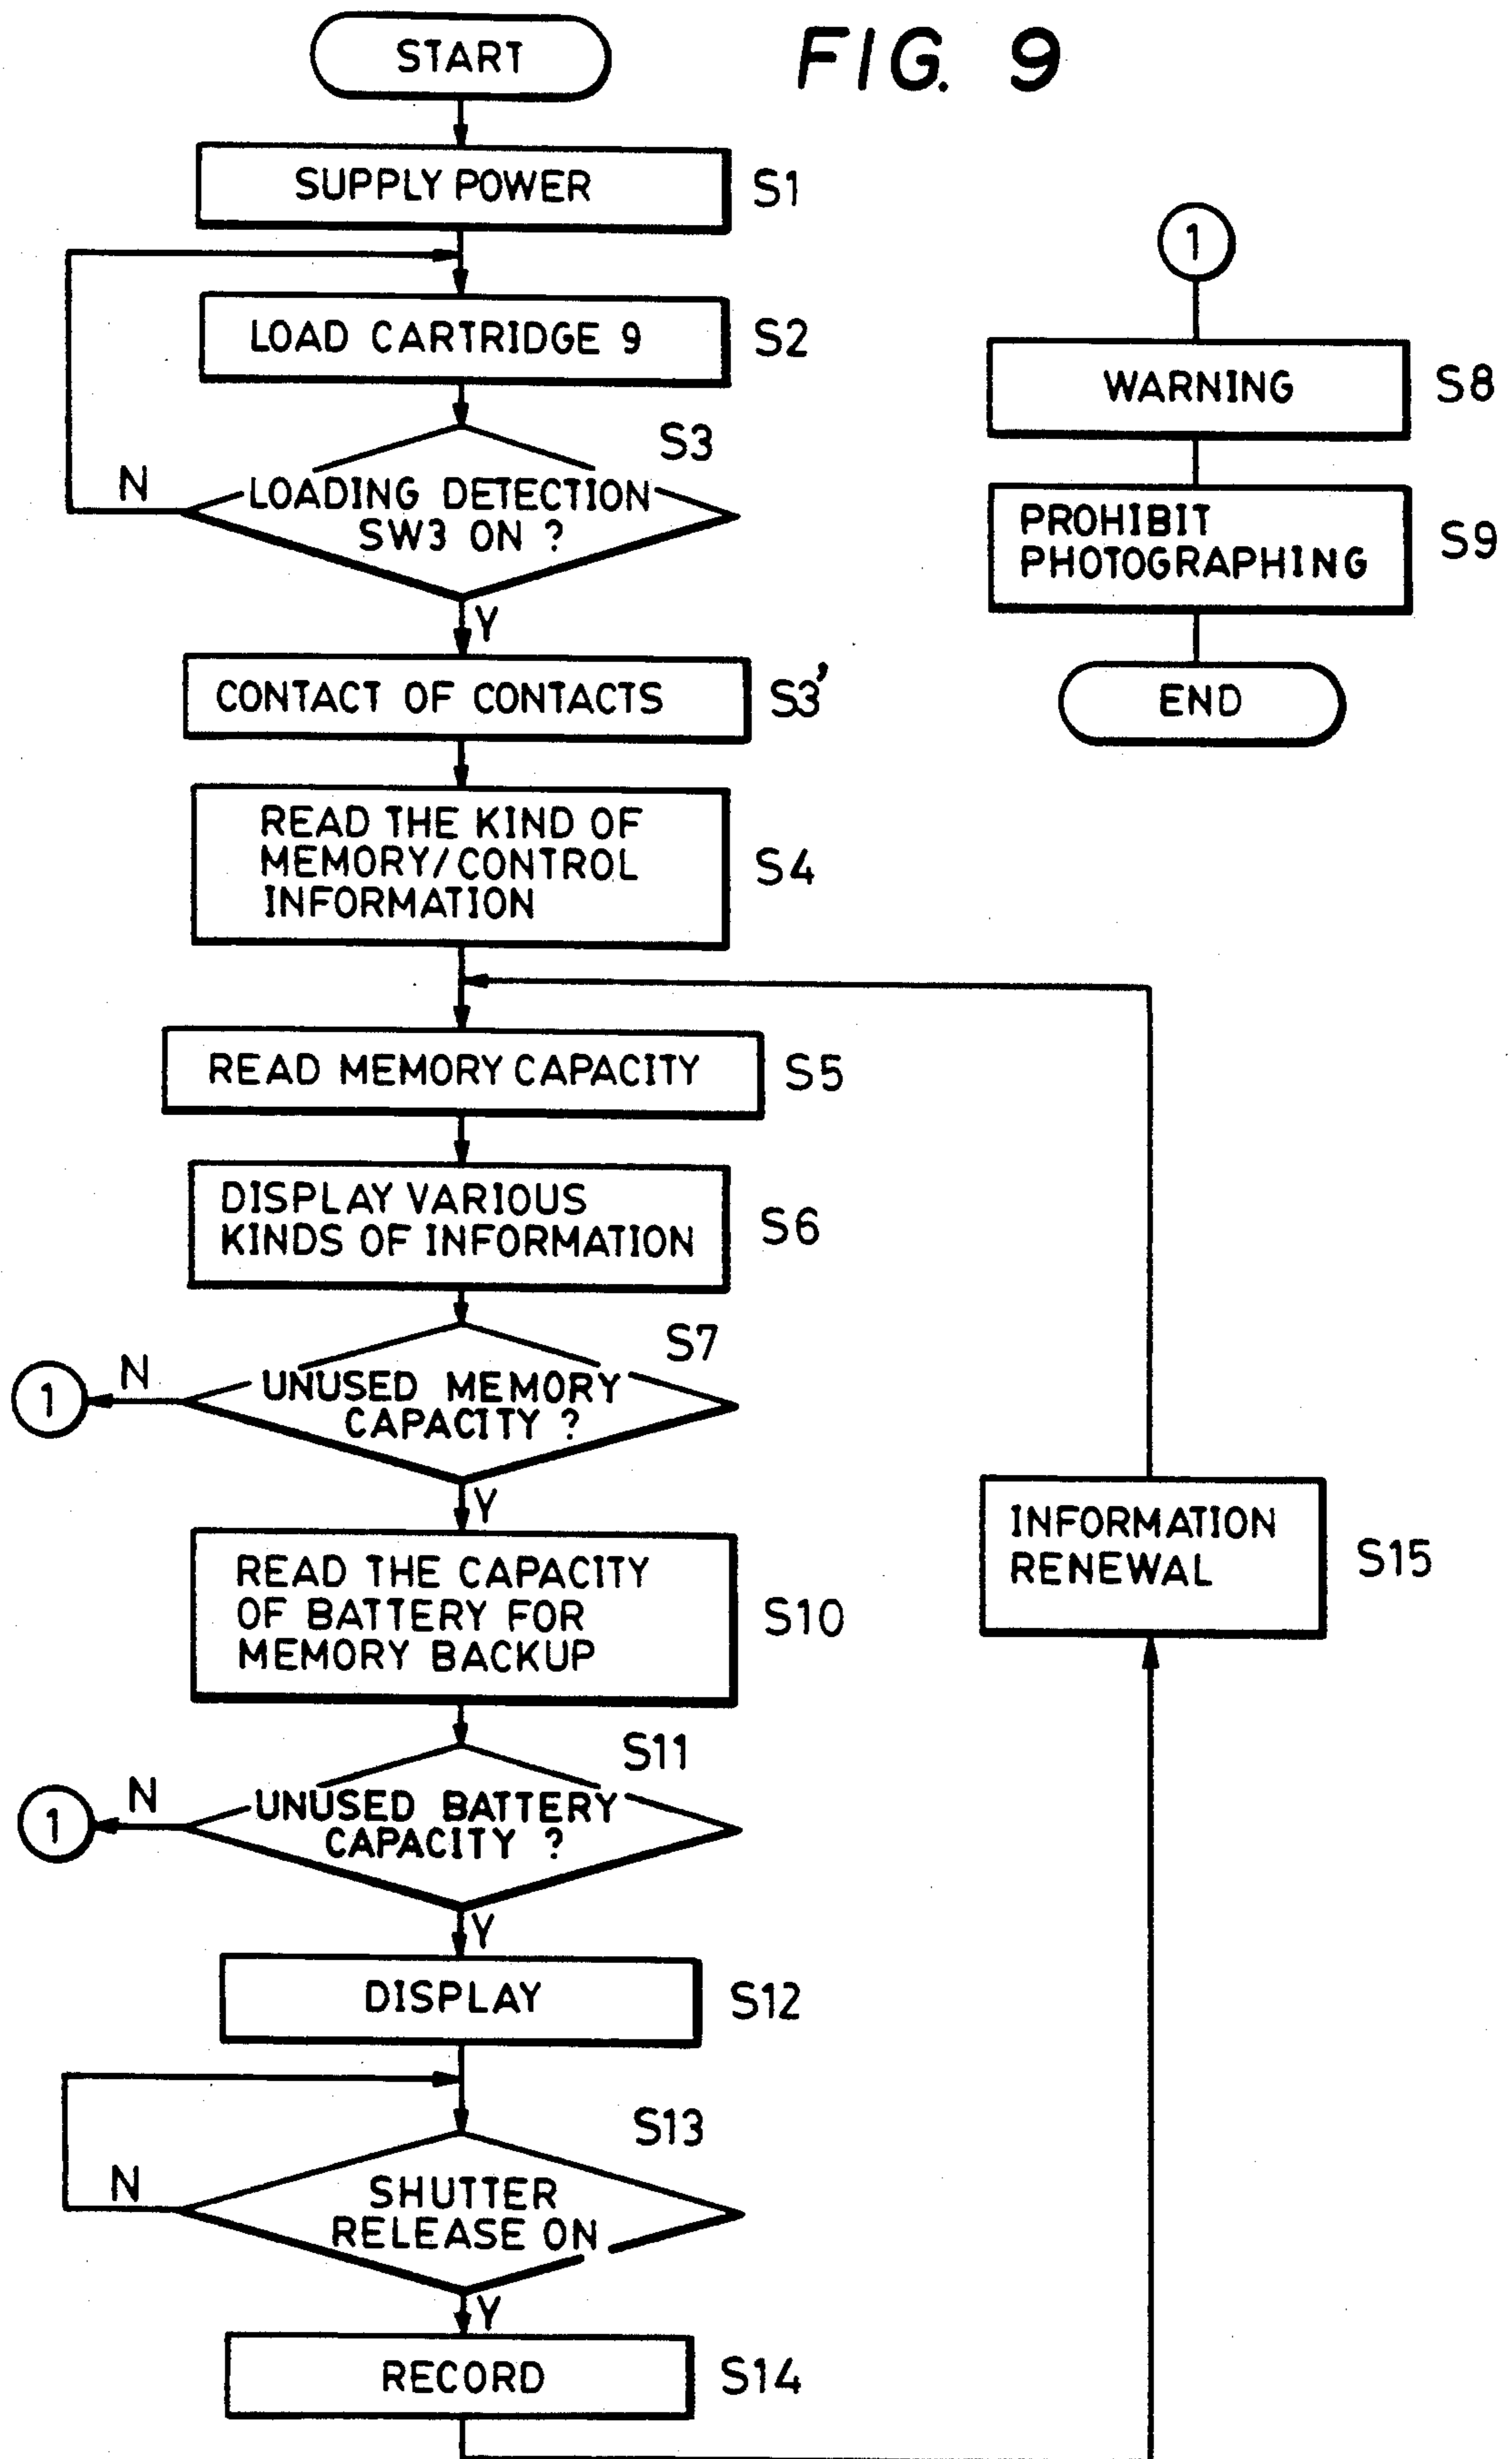 FIG. 9
START
SUPPLY POWER
S1
LOAD CARTRIDGE 9
S2
S3
LOADING DETECTION
SW3 ON ?
N
Y
CONTACT OF CONTACTS
S3'
READ THE KIND OF
MEMORY/CONTROL
INFORMATION
S4
READ MEMORY CAPACITY
S5
DISPLAY VARIOUS
KINDS OF INFORMATION
S6
S7
UNUSED MEMORY
CAPACITY ?
N
1
Y
READ THE CAPACITY
OF BATTERY FOR
MEMORY BACKUP
S10
S11
UNUSED BATTERY
CAPACITY ?
N
1
Y
DISPLAY
S12
S13
SHUTTER
RELEASE ON
N
Y
RECORD
S14
INFORMATION
RENEWAL
S15
1
WARNING
S8
PROHIBIT
PHOTOGRAPHING
S9
END